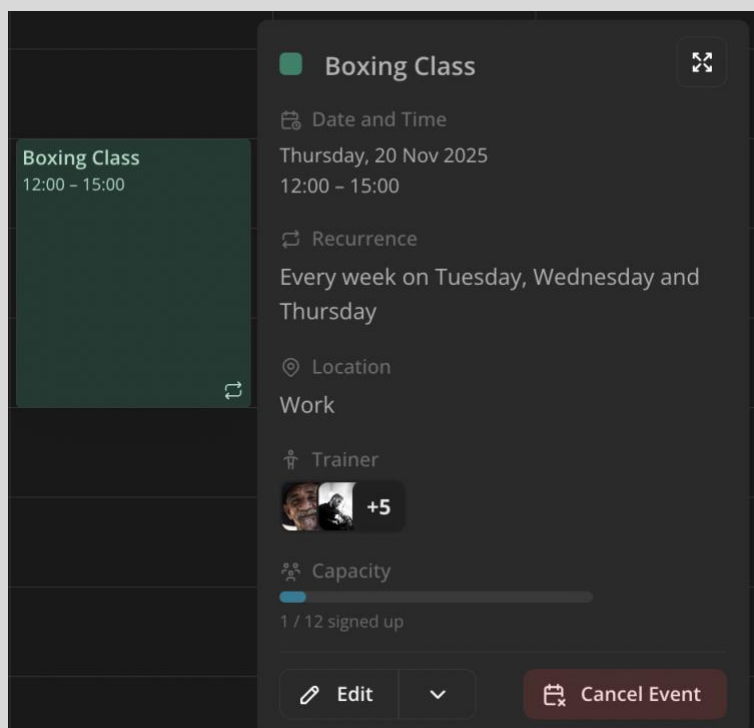 Boxing Class
12:00 – 15:00
Boxing Class
Date and Time
Thursday, 20 Nov 2025
12:00 – 15:00
Recurrence
Every week on Tuesday, Wednesday and
Thursday
Location
Work
Trainer
+5
Capacity
1 / 12 signed up
Edit
Cancel Event